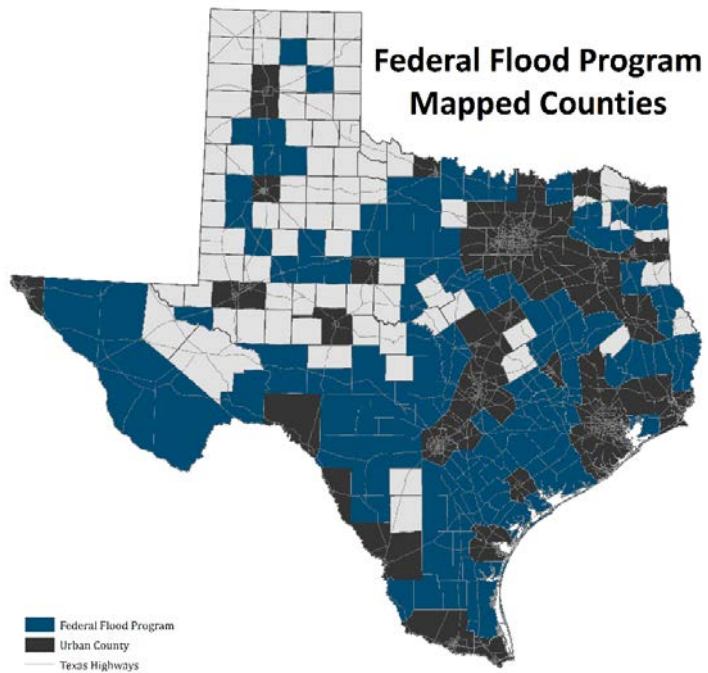 Federal Flood Program
Mapped Counties
Federal Flood Program
Urban County
Texas Highways